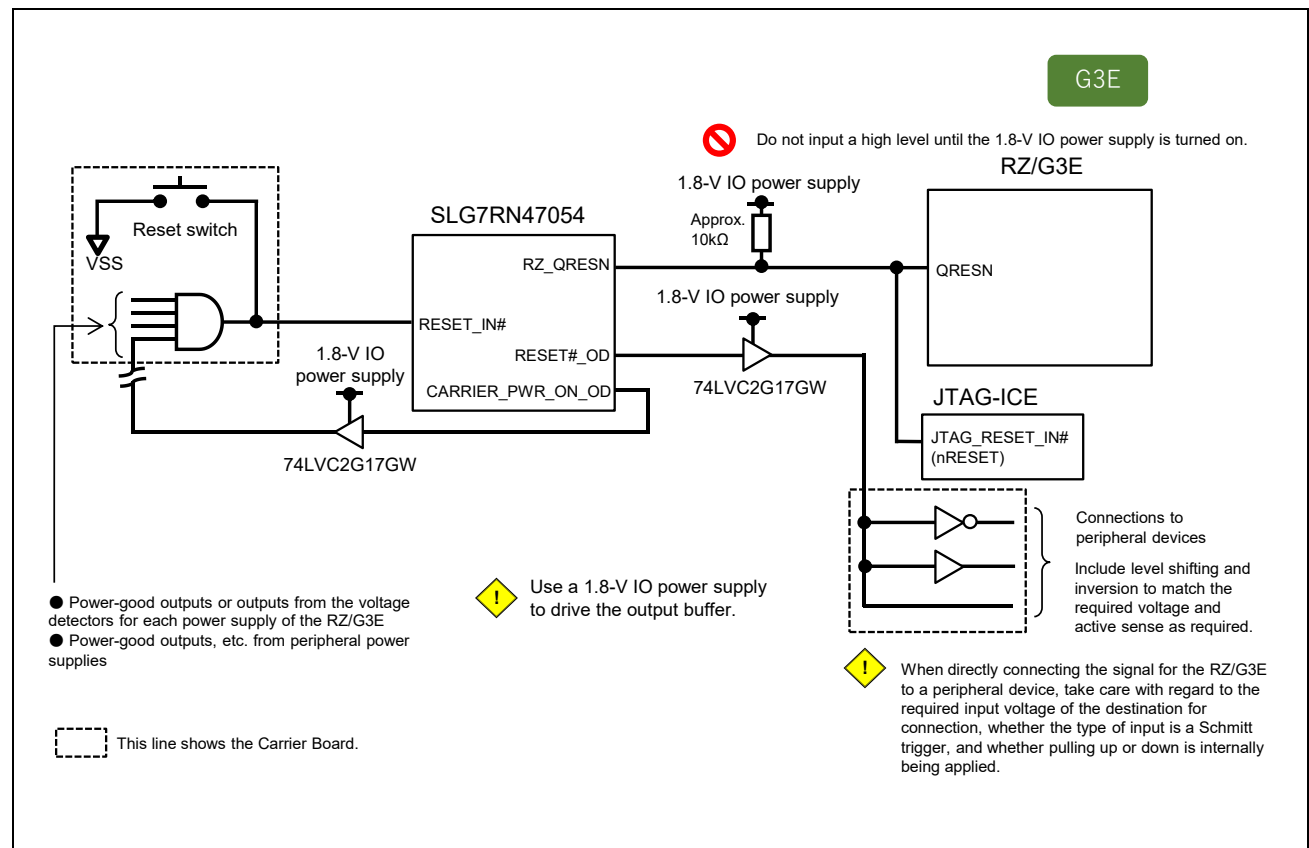 G3E
Do not input a high level until the 1.8-V IO power supply is turned on.
RZ/G3E
1.8-V IO power supply
Approx.
10kΩ
SLG7RN47054
Reset switch
VSS
RZ_QRESN
QRESN
1.8-V IO power supply
RESET_IN#
1.8-V IO
power supply
RESET#_OD
74LVC2G17GW
CARRIER_PWR_ON_OD
74LVC2G17GW
JTAG-ICE
JTAG_RESET_IN#
(nRESET)
Connections to
peripheral devices
Include level shifting and
inversion to match the
required voltage and
active sense as required.
! Use a 1.8-V IO power supply
to drive the output buffer.
● Power-good outputs or outputs from the voltage
detectors for each power supply of the RZ/G3E
● Power-good outputs, etc. from peripheral power
supplies
! When directly connecting the signal for the RZ/G3E
to a peripheral device, take care with regard to the
required input voltage of the destination for
connection, whether the type of input is a Schmitt
trigger, and whether pulling up or down is internally
being applied.
This line shows the Carrier Board.